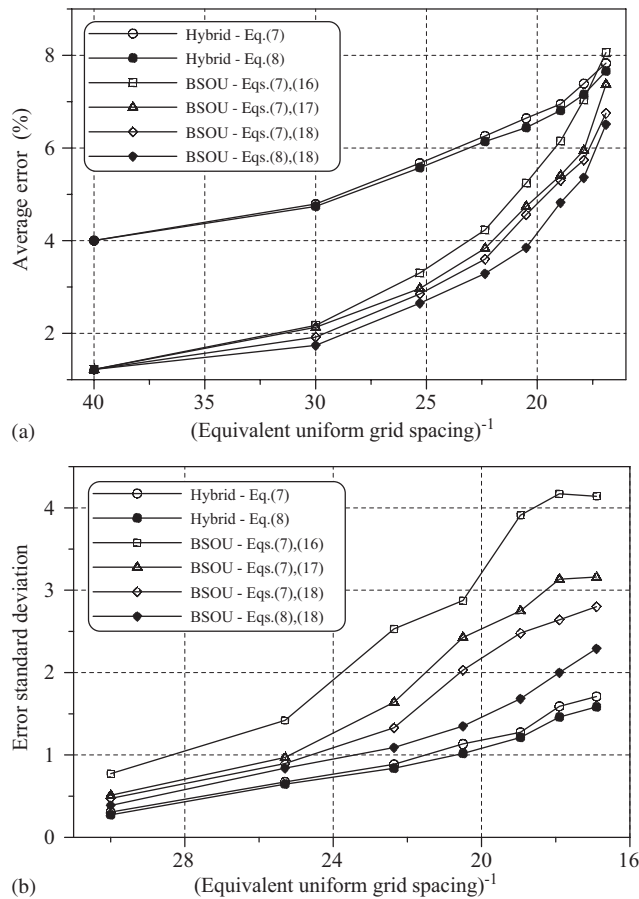 8
6
4
2
Average error (%)
Hybrid - Eq.(7)
Hybrid - Eq.(8)
BSOU - Eqs.(7),(16)
BSOU - Eqs.(7),(17)
BSOU - Eqs.(7),(18)
BSOU - Eqs.(8),(18)
40 35 30 25 20
(a) (Equivalent uniform grid spacing)-1
4
3
2
1
0
Error standard deviation
Hybrid - Eq.(7)
Hybrid - Eq.(8)
BSOU - Eqs.(7),(16)
BSOU - Eqs.(7),(17)
BSOU - Eqs.(7),(18)
BSOU - Eqs.(8),(18)
28 24 20 16
(b) (Equivalent uniform grid spacing)-1